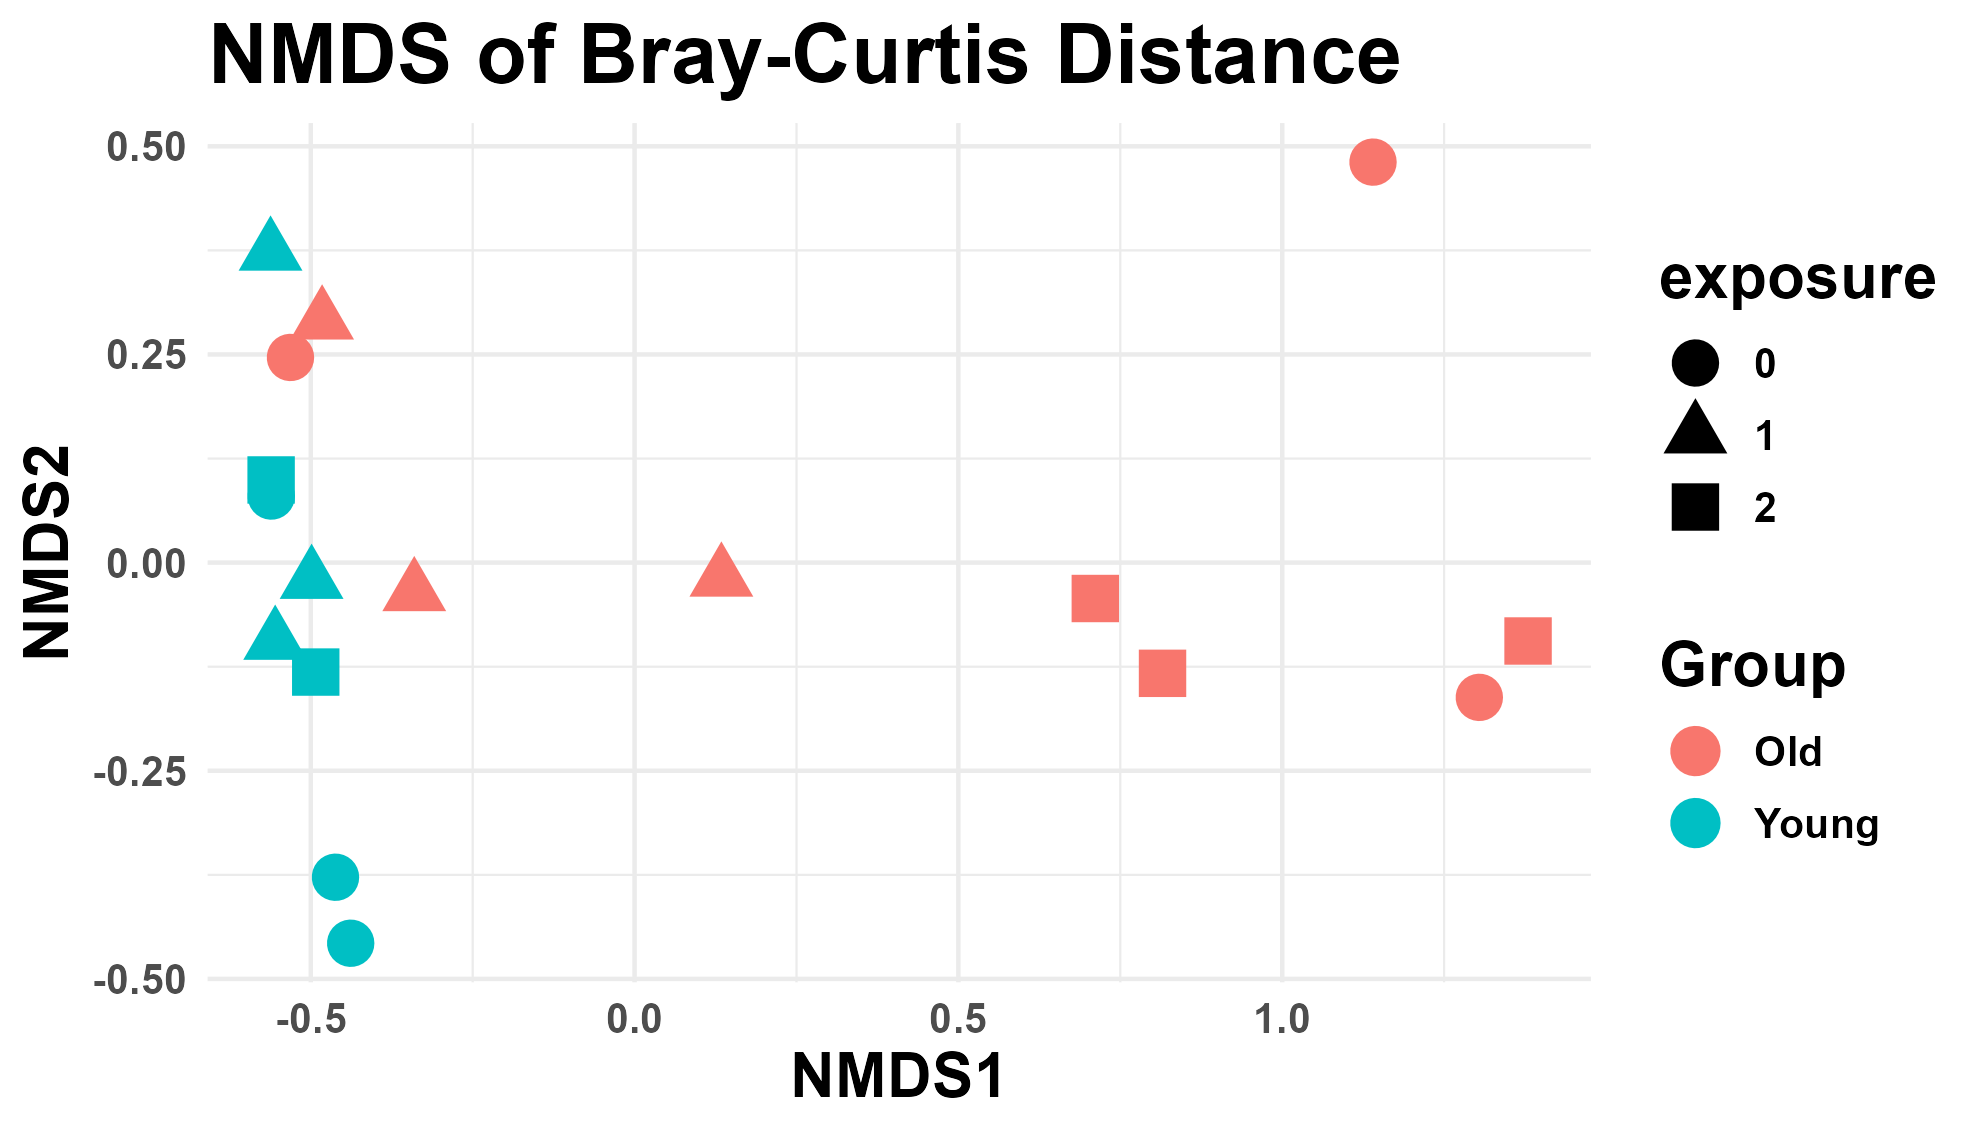 NMDS of Bray-Curtis Distance
0.50
0.25
0.00
-0.25
-0.50
NMDS2
-0.5 0.0 0.5 1.0
NMDS1
exposure
0
1
2
Group
Old
Young